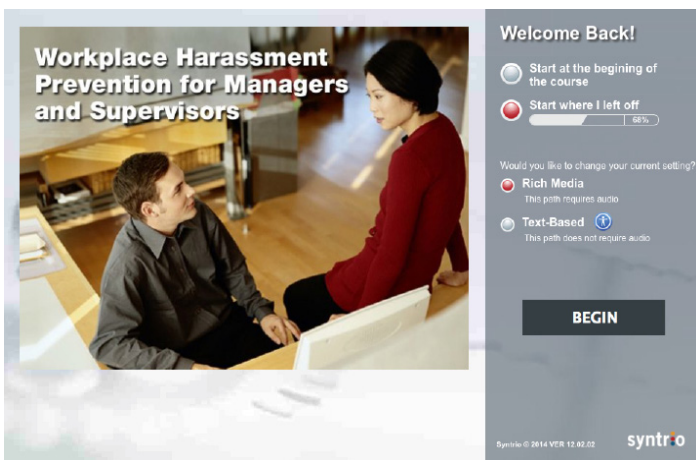 Workplace Harassment
Prevention for Managers
and Supervisors
Welcome Back!
Start at the begining of
the course
Start where I left off
68%
Would you like to change your current setting?
Rich Media
This path requires audio
Text-Based
This path does not require audio
BEGIN
Syntrio © 2014 VER 12.02.02
syntrio